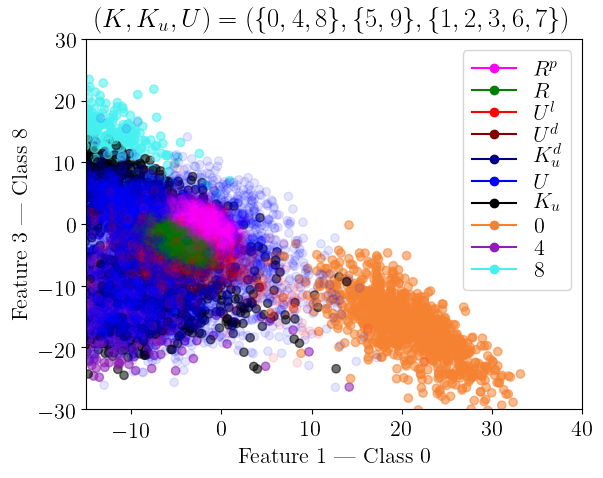 (K, K_u, U) = ({0, 4, 8}, {5, 9}, {1, 2, 3, 6, 7})
30
20
10
0
−10
−20
−30
Feature 3 — Class 8
R^p
R
U^l
U^d
K_u^d
U
K_u
0
4
8
−10
0
10
20
30
40
Feature 1 — Class 0